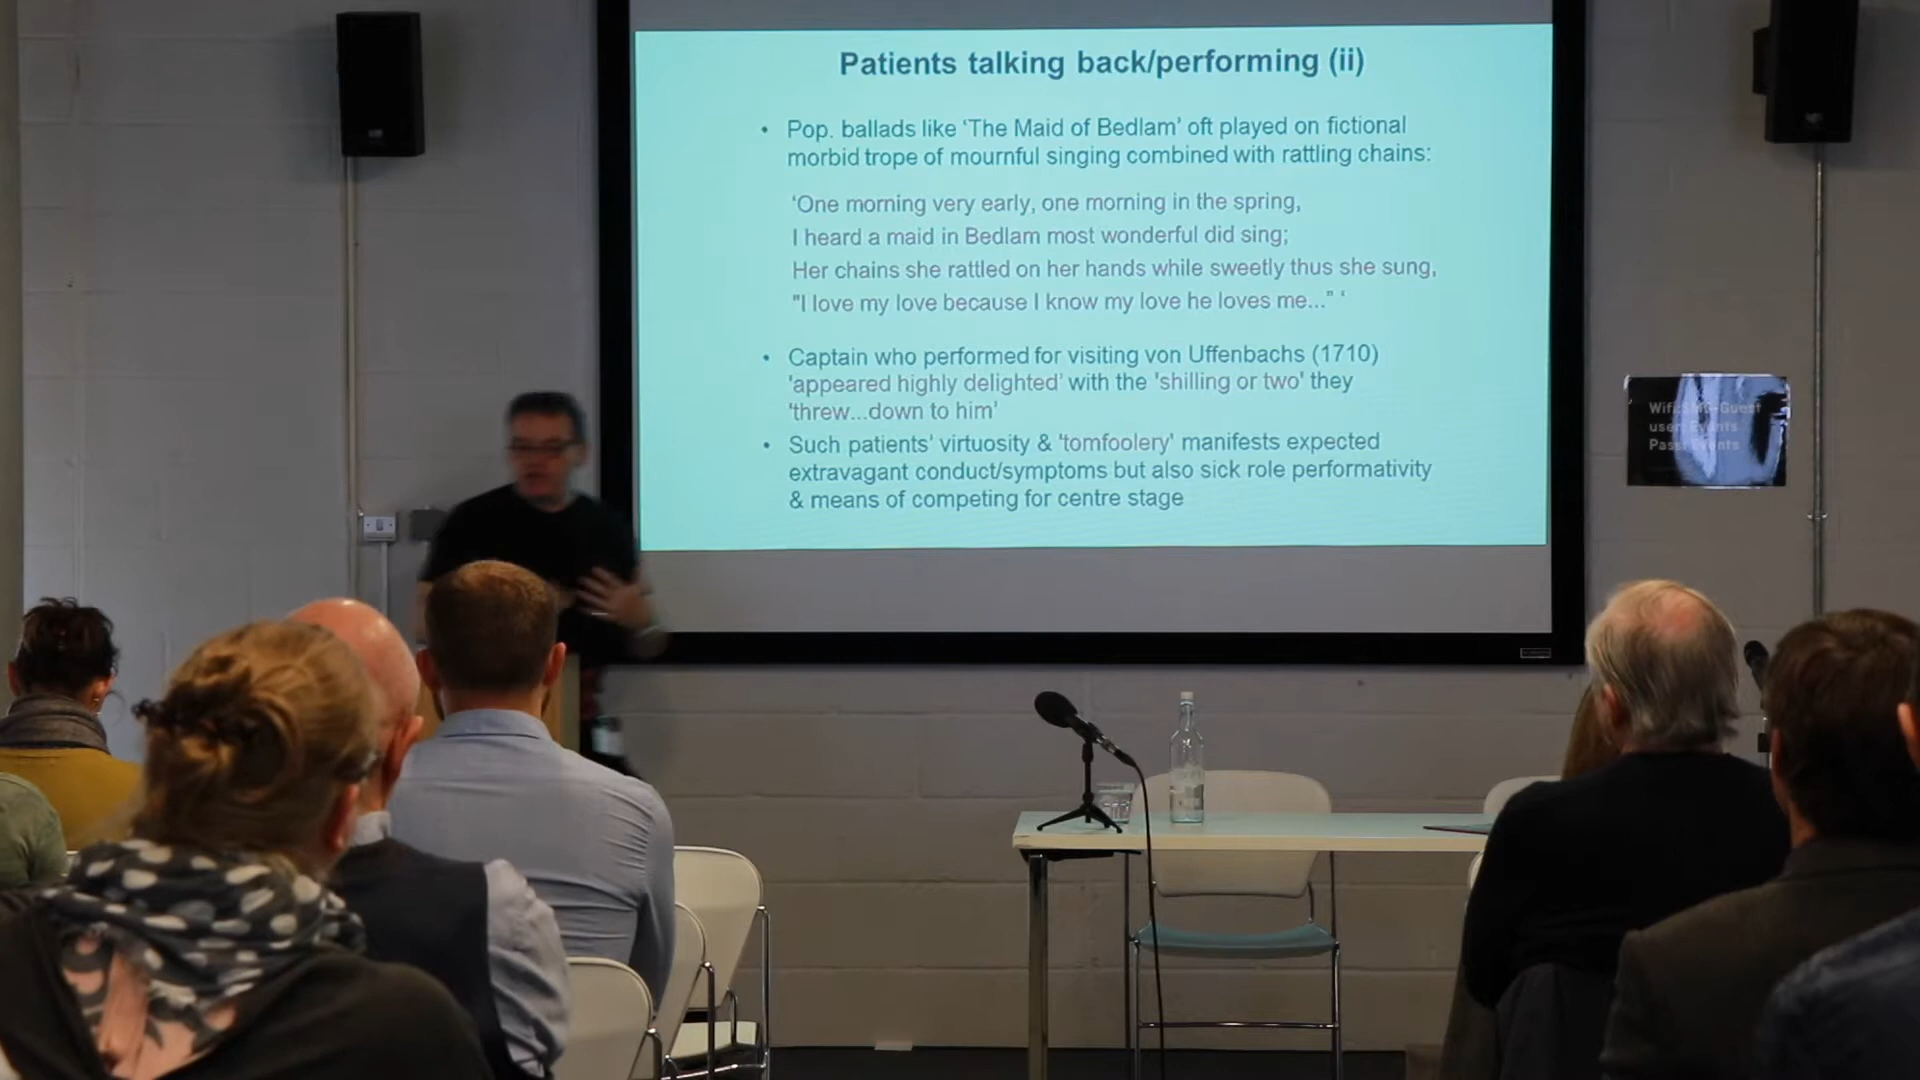 Patients talking back/performing (ii)
• Pop. ballads like ‘The Maid of Bedlam’ oft played on fictional
morbid trope of mournful singing combined with rattling chains:
‘One morning very early, one morning in the spring,
I heard a maid in Bedlam most wonderful did sing;
Her chains she rattled on her hands while sweetly thus she sung,
"I love my love because I know my love he loves me...” ‘
• Captain who performed for visiting von Uffenbachs (1710)
'appeared highly delighted' with the 'shilling or two' they
'threw...down to him'
• Such patients' virtuosity & 'tomfoolery' manifests expected
extravagant conduct/symptoms but also sick role performativity
& means of competing for centre stage
Guest
Events
Events